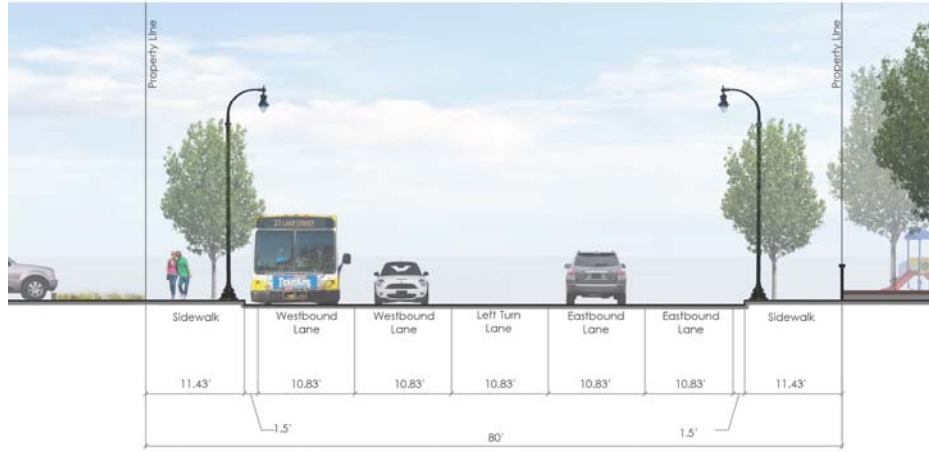 Property Line
Property Line
21 LAKE STREET
Sidewalk
Westbound
Lane
Westbound
Lane
Left Turn
Lane
Eastbound
Lane
Eastbound
Lane
Sidewalk
11.43'
10.83'
10.83'
10.83'
10.83'
10.83'
11.43'
1.5'
1.5'
80'